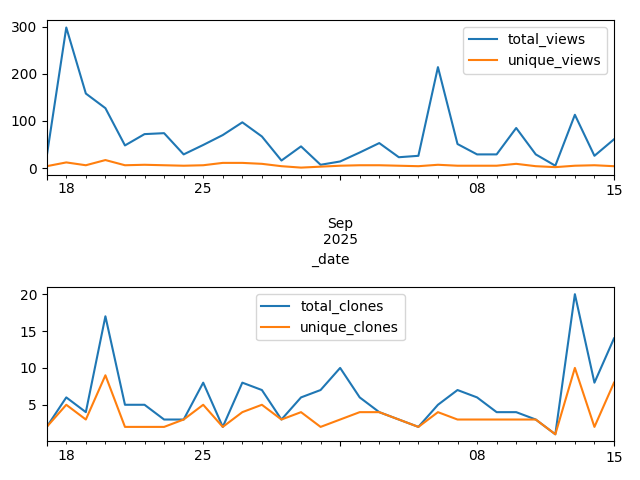 300
total_views
unique_views
200
100
0
18
25
08
15
Sep
2025
_date
20
total_clones
unique_clones
15
10
5
18
25
08
15